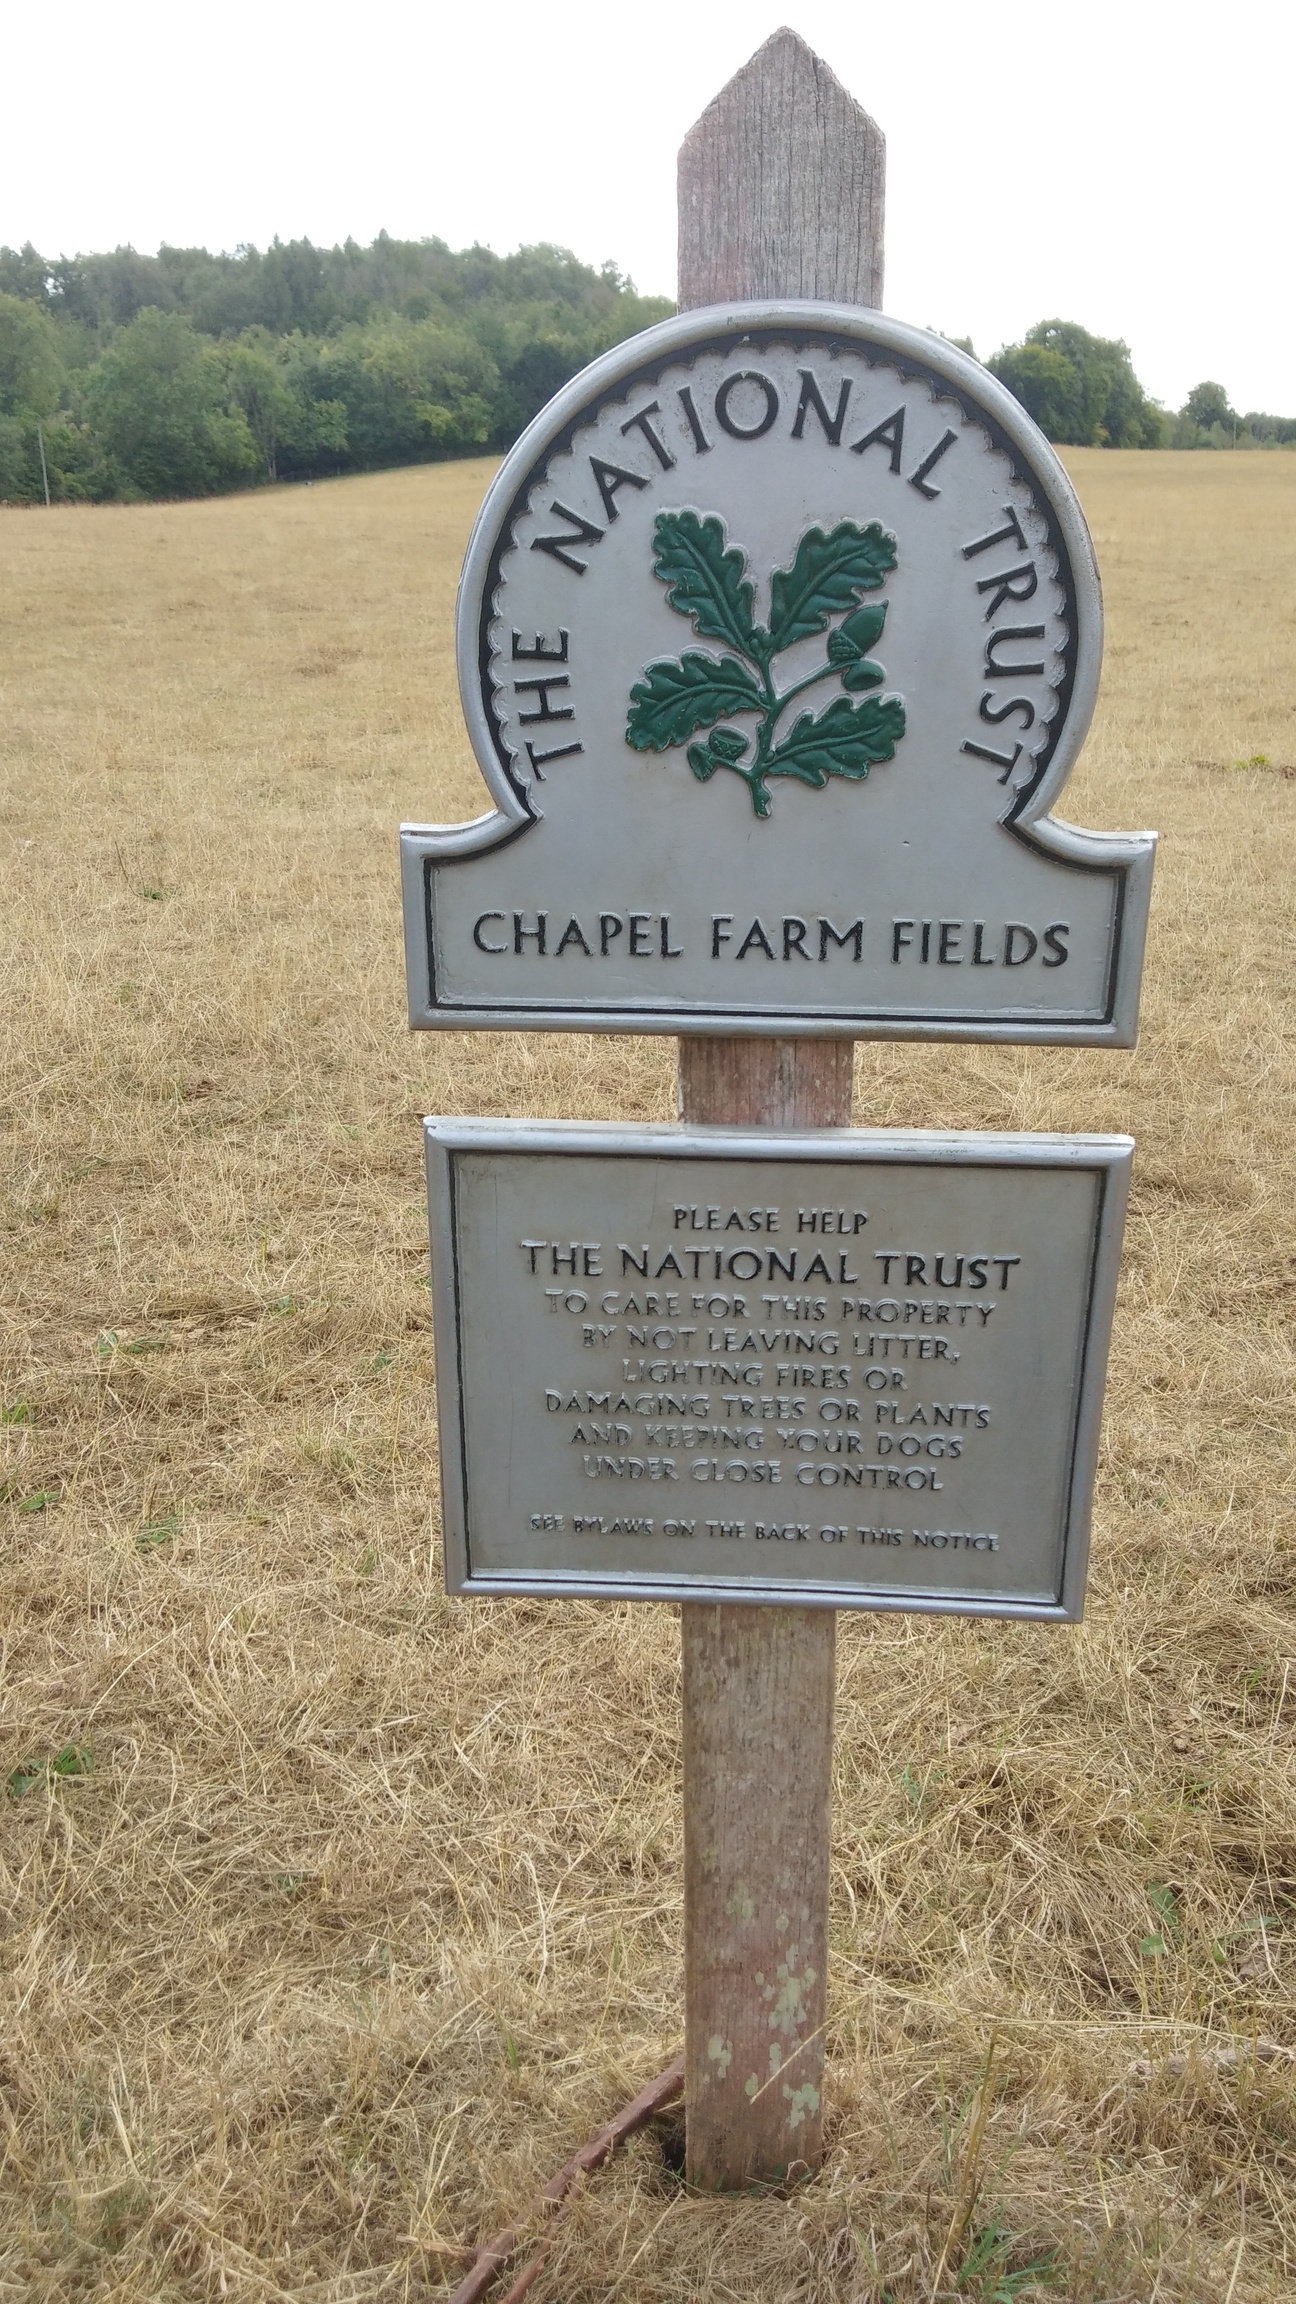 THE NATIONAL TRUST
CHAPEL FARM FIELDS
PLEASE HELP
THE NATIONAL TRUST
TO CARE FOR THIS PROPERTY
BY NOT LEAVING LITTER,
LIGHTING FIRES OR
DAMAGING TREES OR PLANTS
AND KEEPING YOUR DOGS
UNDER CLOSE CONTROL
SEE BYLAWS ON THE BACK OF THIS NOTICE